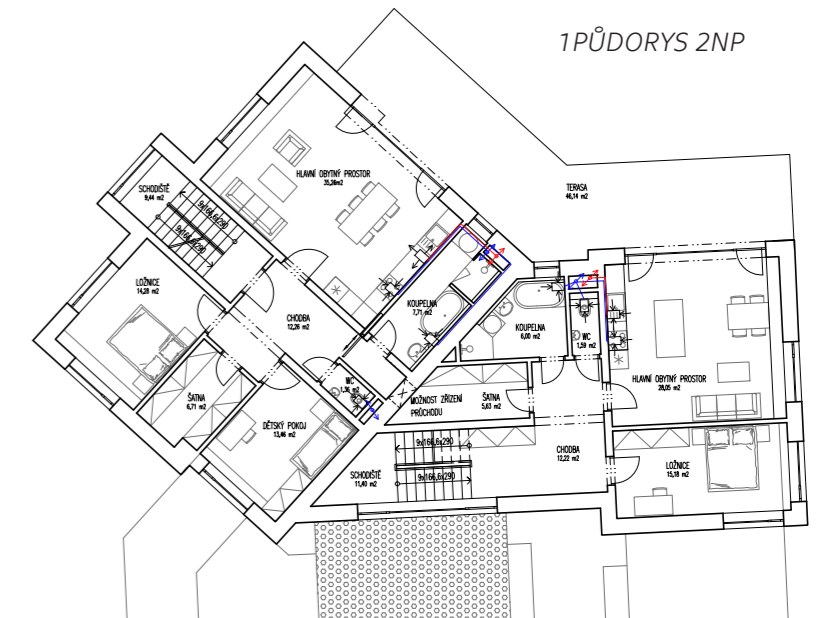 1PŮDORYS 2NP
HLAVNÍ OBYTNÝ PROSTOR
35,26m2
SCHODIŠTĚ
9,44 m2
9x166,6x290
9x166,6x290
TERASA
46,14 m2
LOŽNICE
14,28 m2
CHODBA
12,26 m2
KOUPELNA
7,71 m2
KOUPELNA
6,00 m2
WC
1,59 m2
HLAVNÍ OBYTNÝ PROSTOR
28,05 m2
ŠATNA
6,71 m2
WC
1,36 m2
DĚTSKÝ POKOJ
13,46 m2
MOŽNOST ZŘÍZENÍ
PRŮCHODU
ŠATNA
5,63 m2
9x166,6x290
9x166,6x290
SCHODIŠTĚ
11,40 m2
CHODBA
12,22 m2
LOŽNICE
15,18 m2